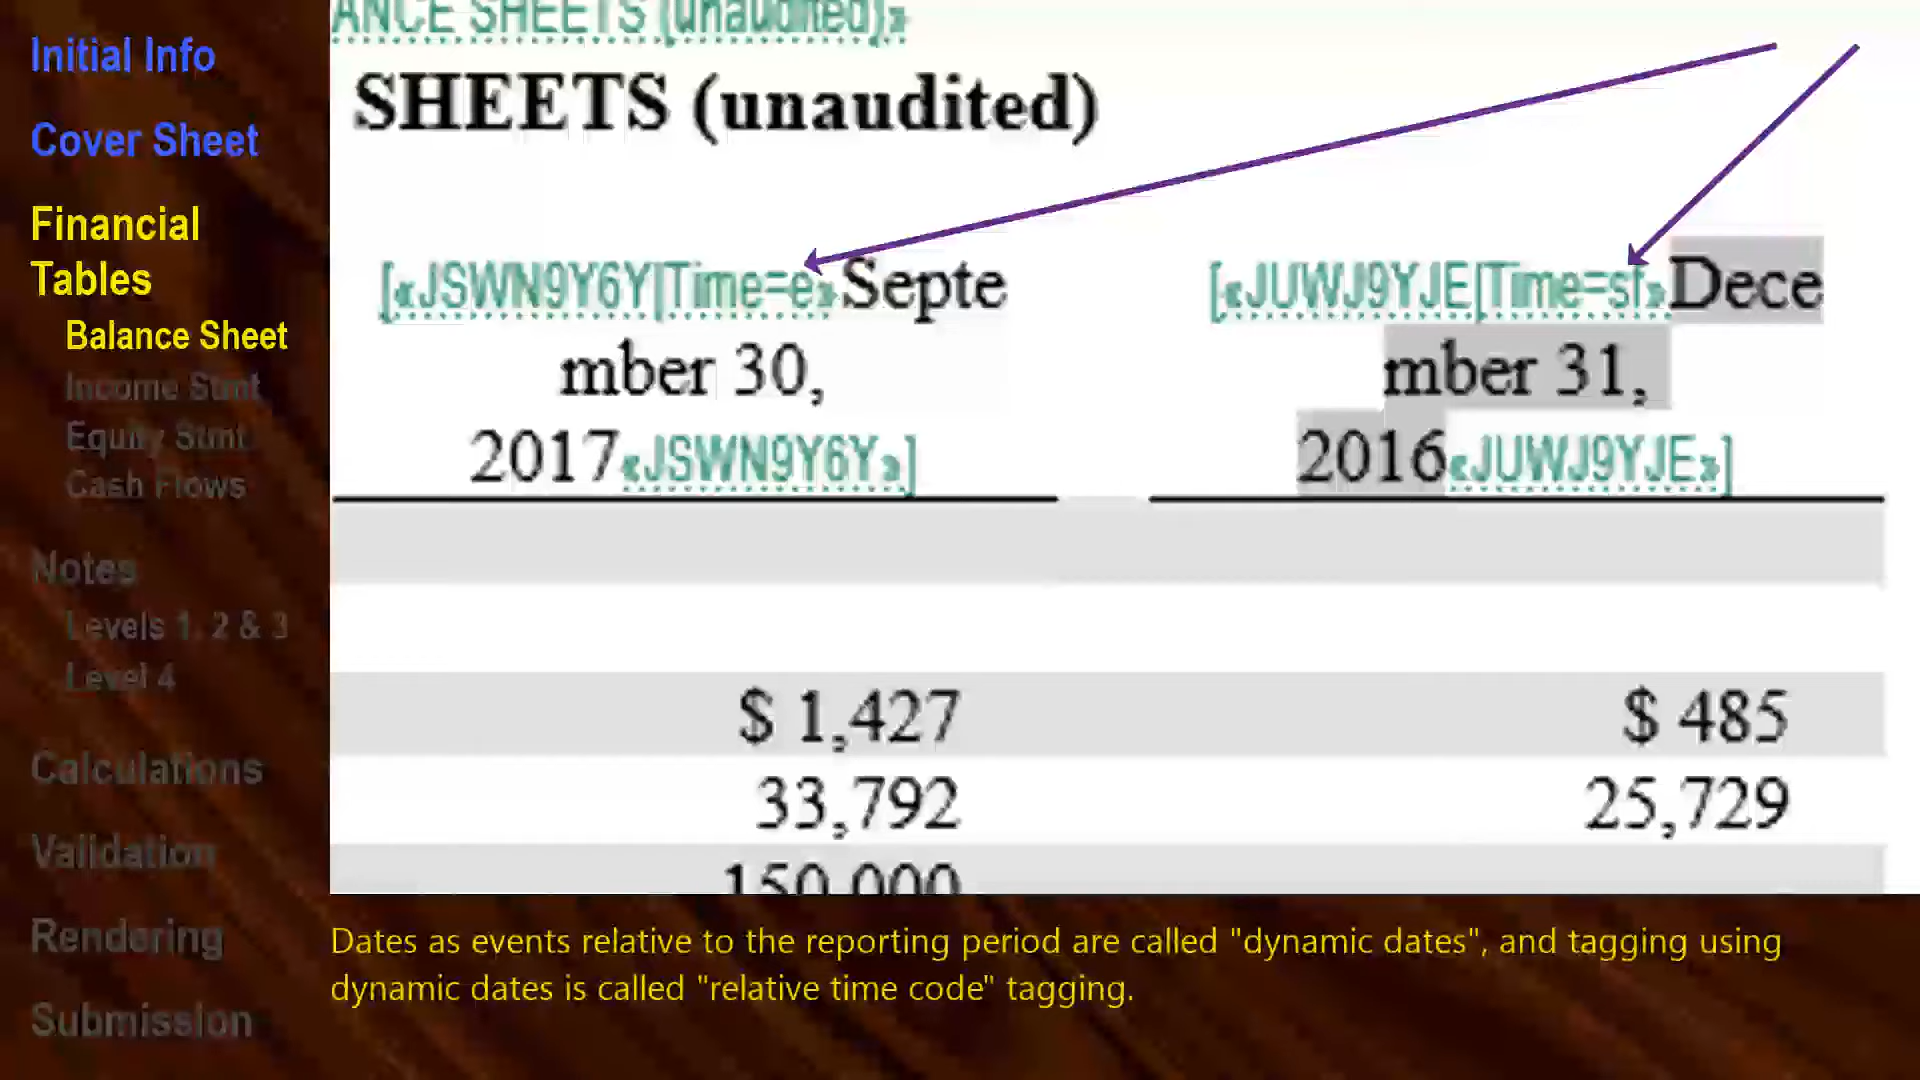 Initial Info
Cover Sheet
Financial
Tables
Balance Sheet
Income Stmt
Equity Stmt
Cash Flows
Notes
Levels 1, 2 & 3
Level 4
Calculations
Validation
Rendering
Submission
ANCE SHEETS (unaudited)»
SHEETS (unaudited)
[«JSWN9Y6Y|Time=e»Septe
mber 30,
2017«JSWN9Y6Y»]
[«JUWJ9YJE|Time=sf»Dece
mber 31,
2016«JUWJ9YJE»]
$ 1,427 $ 485
33,792 25,729
150,000
Dates as events relative to the reporting period are called "dynamic dates", and tagging using
dynamic dates is called "relative time code" tagging.